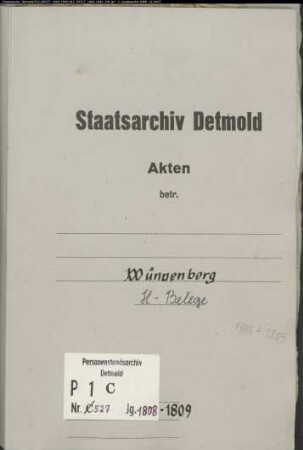 Staatsarchiv Detmold
Akten
betr.
Wünnenberg
H - Belege
1808 + 1809
Personenstandsarchiv
Detmold
P 1 C
Nr. 527 Jg. 1808 - 1809